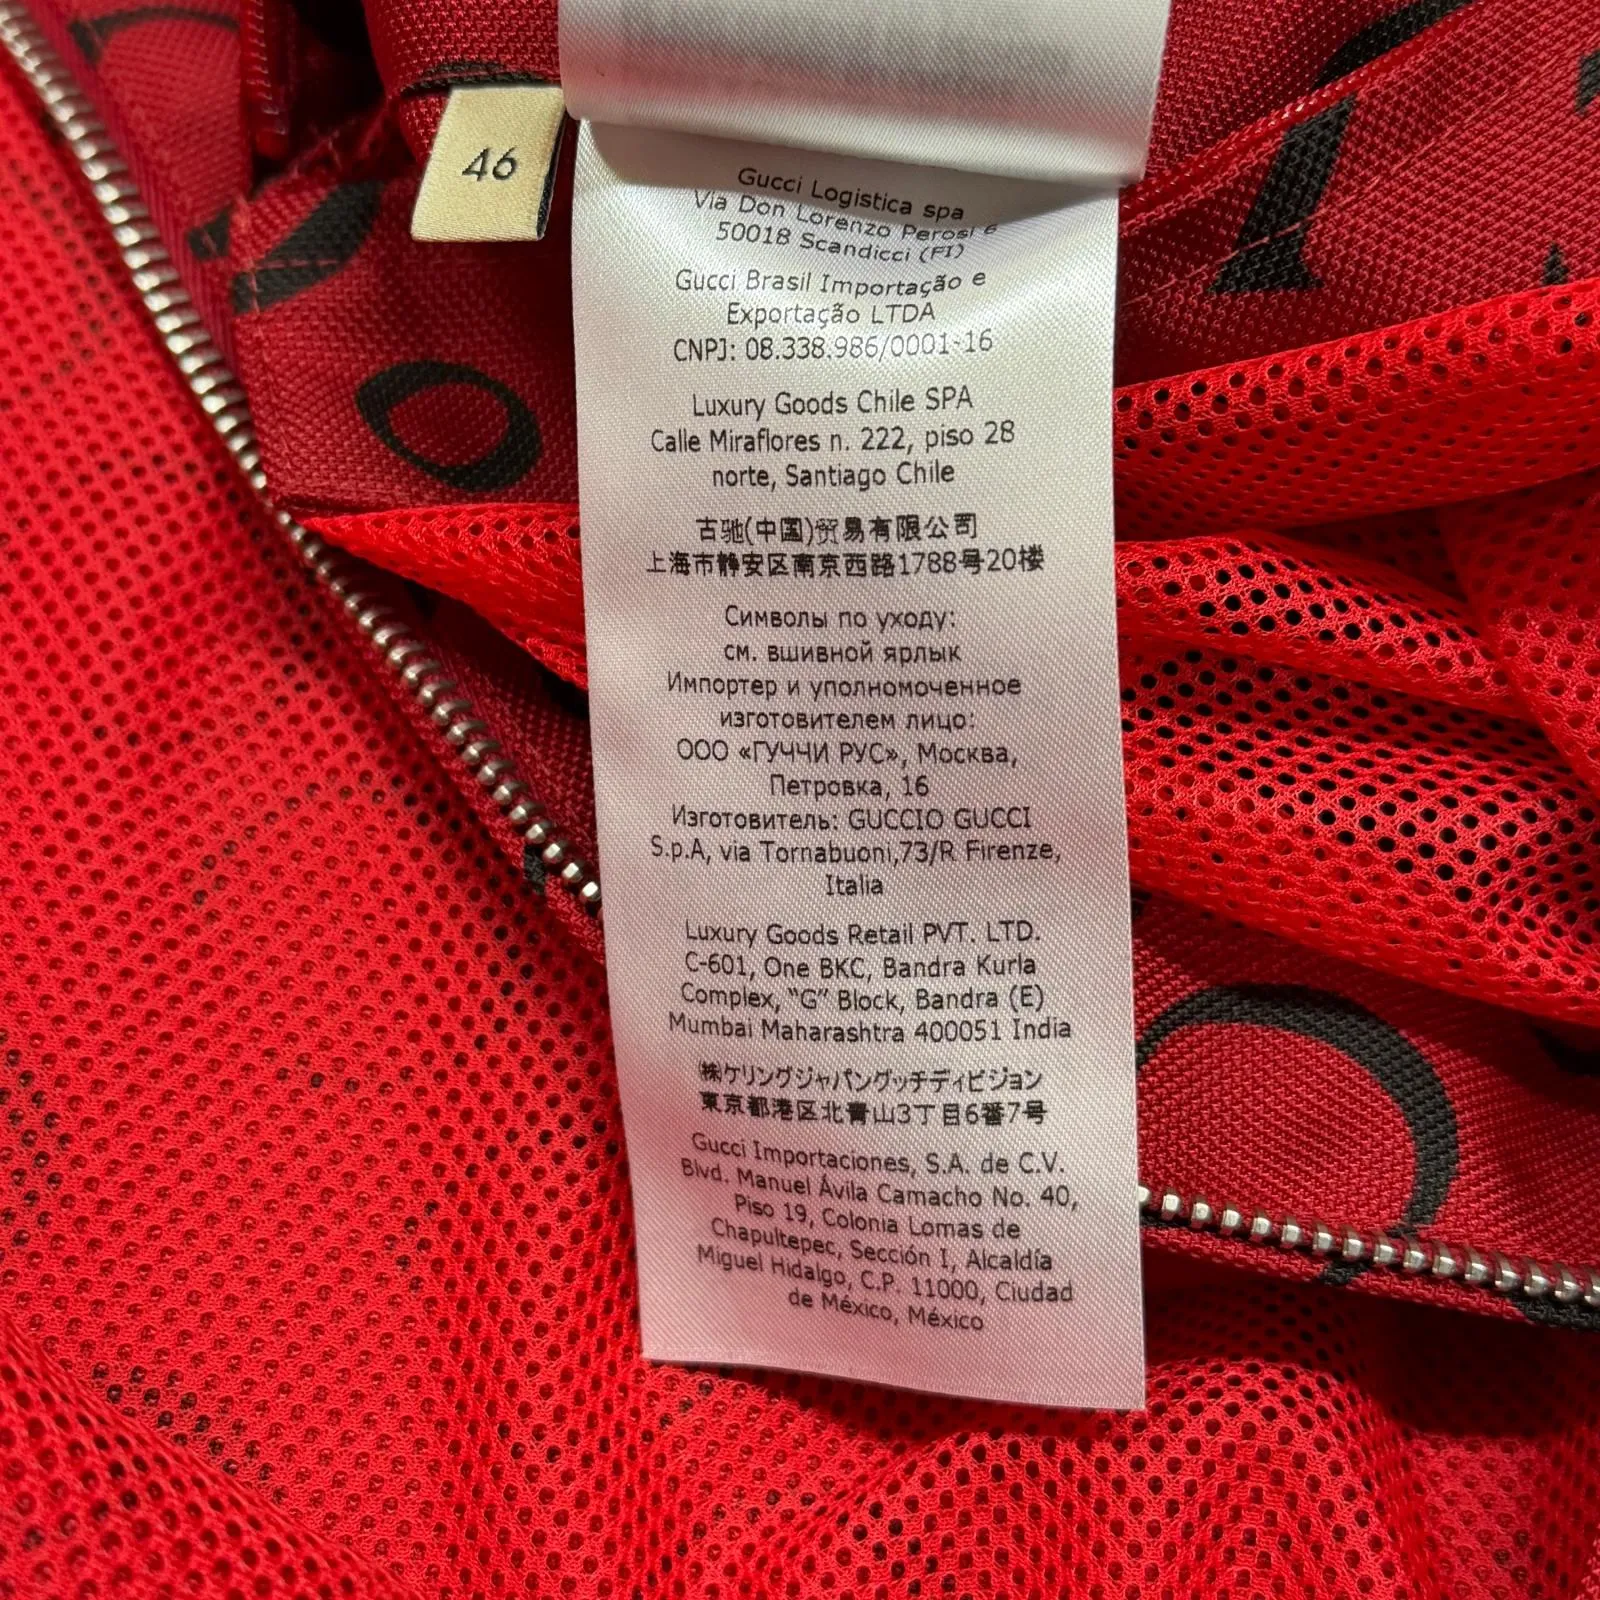 46
Gucci Logistica spa
Via Don Lorenzo Perosi 6
50018 Scandicci (FI)
Gucci Brasil Importação e
Exportação LTDA
CNPJ: 08.338.986/0001-16
Luxury Goods Chile SPA
Calle Miraflores n. 222, piso 28
norte, Santiago Chile
古驰(中国)贸易有限公司
上海市静安区南京西路1788号20楼
Символы по уходу:
см. вшивной ярлык
Импортер и уполномоченное
изготовителем лицо:
ООО «ГУЧЧИ РУС», Москва,
Петровка, 16
Изготовитель: GUCCIO GUCCI
S.p.A, via Tornabuoni,73/R Firenze,
Italia
Luxury Goods Retail PVT. LTD.
C-601, One BKC, Bandra Kurla
Complex, “G” Block, Bandra (E)
Mumbai Maharashtra 400051 India
㈱ケリングジャパングッチディビジョン
東京都港区北青山3丁目6番7号
Gucci Importaciones, S.A. de C.V.
Blvd. Manuel Ávila Camacho No. 40,
Piso 19, Colonia Lomas de
Chapultepec, Sección I, Alcaldía
Miguel Hidalgo, C.P. 11000, Ciudad
de México, México